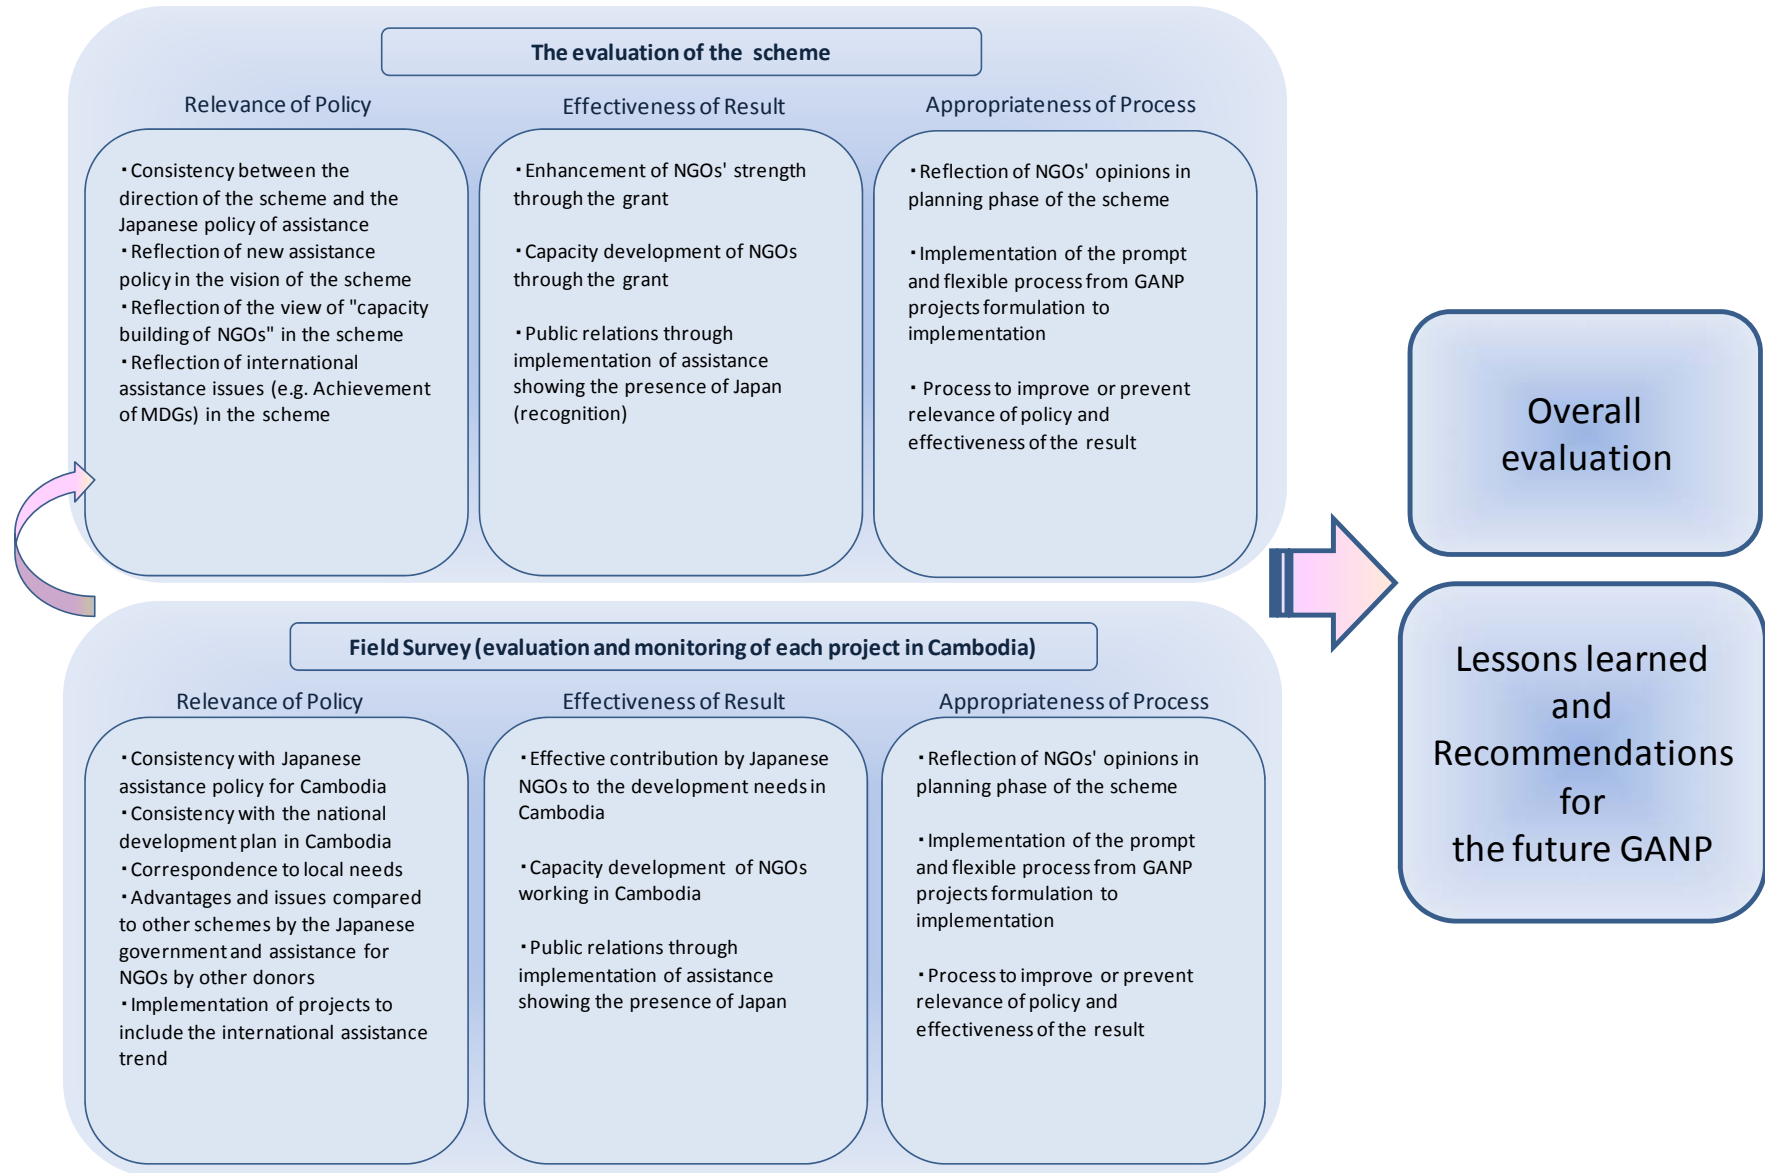 The evaluation of the scheme
Relevance of Policy
・Consistency between the
direction of the scheme and the
Japanese policy of assistance
・Reflection of new assistance
policy in the vision of the scheme
・Reflection of the view of "capacity
building of NGOs" in the scheme
・Reflection of international
assistance issues (e.g. Achievement
of MDGs) in the scheme
Effectiveness of Result
・Enhancement of NGOs' strength
through the grant
・Capacity development of NGOs
through the grant
・Public relations through
implementation of assistance
showing the presence of Japan
(recognition)
Appropriateness of Process
・Reflection of NGOs' opinions in
planning phase of the scheme
・Implementation of the prompt
and flexible process from GANP
projects formulation to
implementation
・ Process to improve or prevent
relevance of policy and
effectiveness of the result
Field Survey (evaluation and monitoring of each project in Cambodia)
Relevance of Policy
・Consistency with Japanese
assistance policy for Cambodia
・Consistency with the national
development plan in Cambodia
・Correspondence to local needs
・Advantages and issues compared
to other schemes by the Japanese
government and assistance for
NGOs by other donors
・Implementation of projects to
include the international assistance
trend
Effectiveness of Result
・Effective contribution by Japanese
NGOs to the development needs in
Cambodia
・Capacity development of NGOs
working in Cambodia
・Public relations through
implementation of assistance
showing the presence of Japan
Appropriateness of Process
・Reflection of NGOs' opinions in
planning phase of the scheme
・Implementation of the prompt
and flexible process from GANP
projects formulation to
implementation
・Process to improve or prevent
relevance of policy and
effectiveness of the result
Overall
evaluation
Lessons learned
and
Recommendations
for
the future GANP